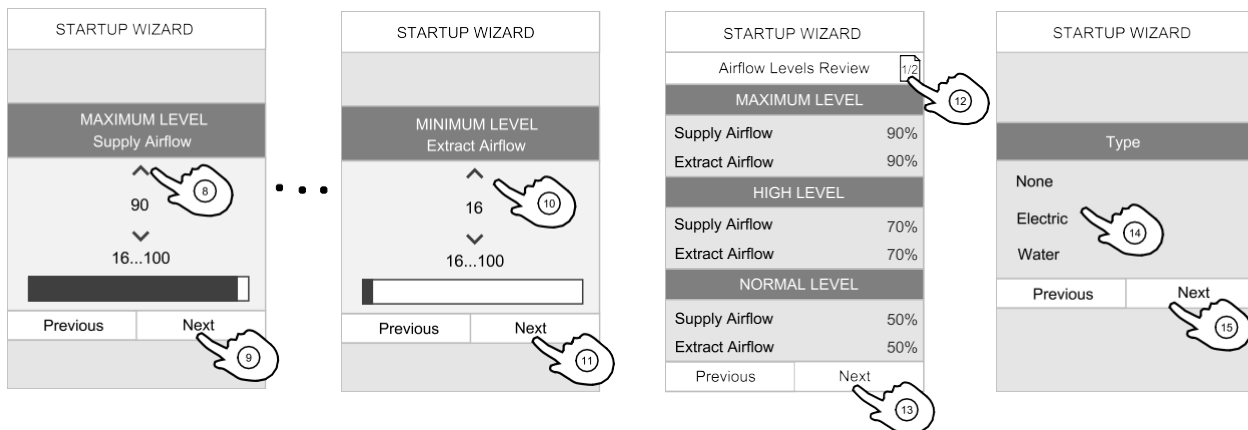 STARTUP WIZARD
MAXIMUM LEVEL
Supply Airflow
8
90
16...100
Previous Next
9
...
STARTUP WIZARD
MINIMUM LEVEL
Extract Airflow
10
16
16...100
Previous Next
11
STARTUP WIZARD
Airflow Levels Review 1/2
12
MAXIMUM LEVEL
Supply Airflow 90%
Extract Airflow 90%
HIGH LEVEL
Supply Airflow 70%
Extract Airflow 70%
NORMAL LEVEL
Supply Airflow 50%
Extract Airflow 50%
Previous Next
13
STARTUP WIZARD
Type
None
Electric
14
Water
Previous Next
15